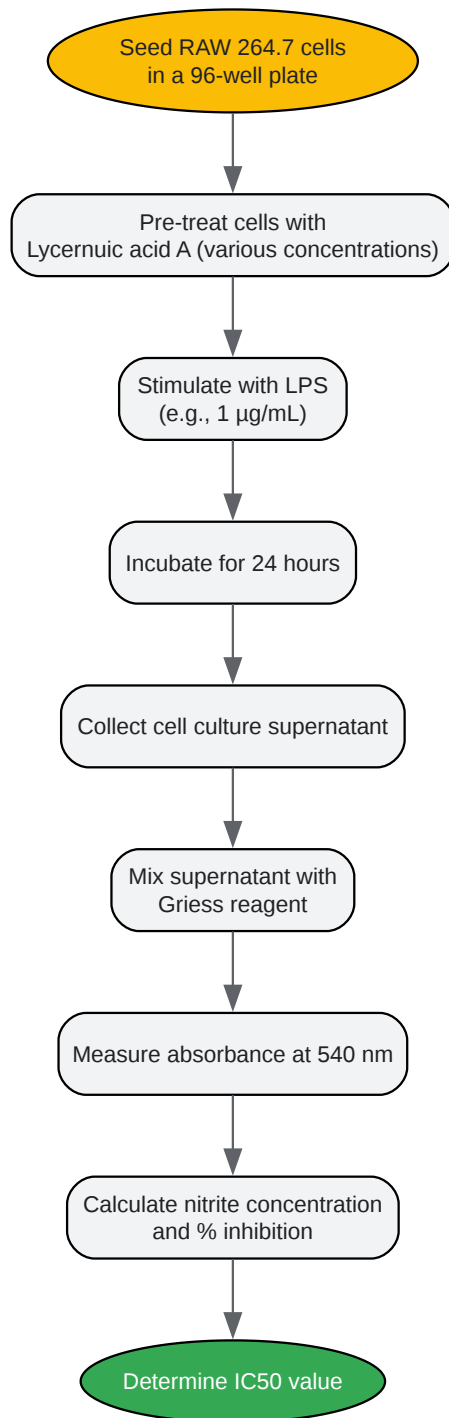 Seed RAW 264.7 cells
in a 96-well plate
Pre-treat cells with
Lycernuic acid A (various concentrations)
Stimulate with LPS
(e.g., 1 µg/mL)
Incubate for 24 hours
Collect cell culture supernatant
Mix supernatant with
Griess reagent
Measure absorbance at 540 nm
Calculate nitrite concentration
and % inhibition
Determine IC50 value